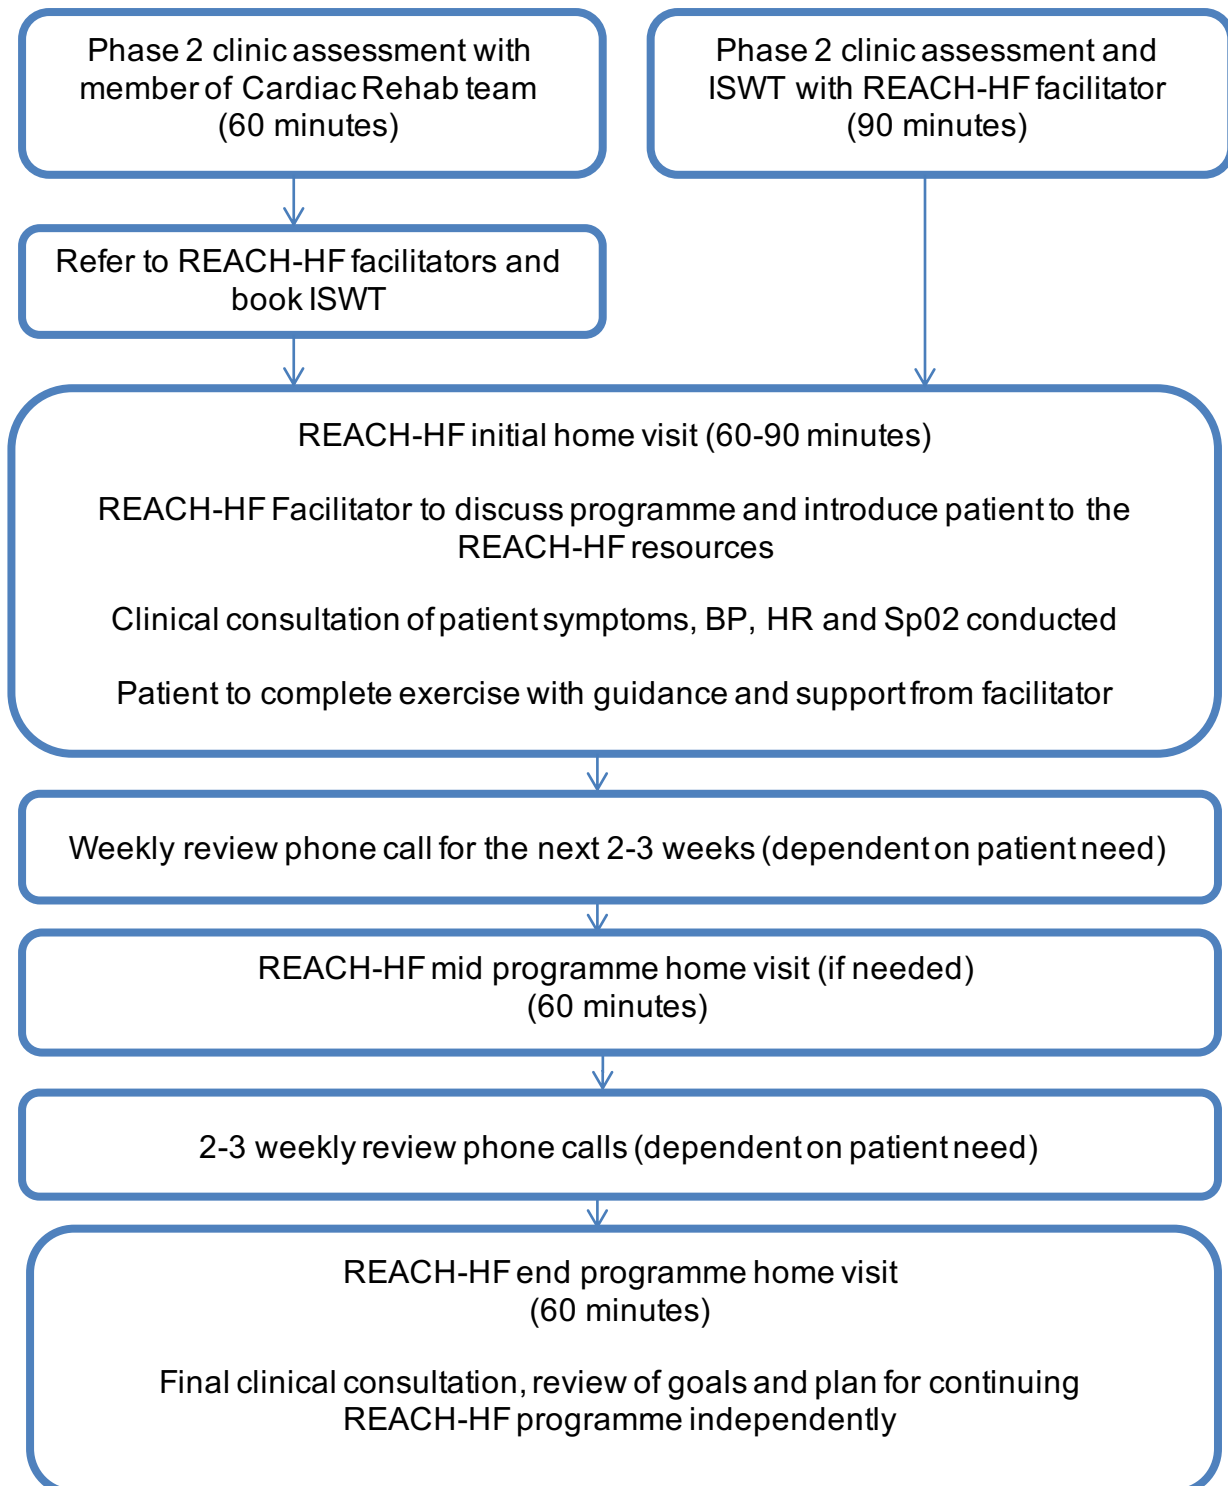 Phase 2 clinic assessment with
member of Cardiac Rehab team
(60 minutes)
Phase 2 clinic assessment and
ISWT with REACH-HF facilitator
(90 minutes)
Refer to REACH-HF facilitators and
book ISWT
REACH-HF initial home visit (60-90 minutes)
REACH-HF Facilitator to discuss programme and introduce patient to the
REACH-HF resources
Clinical consultation of patient symptoms, BP, HR and Sp02 conducted
Patient to complete exercise with guidance and support from facilitator
Weekly review phone call for the next 2-3 weeks (dependent on patient need)
REACH-HF mid programme home visit (if needed)
(60 minutes)
2-3 weekly review phone calls (dependent on patient need)
REACH-HF end programme home visit
(60 minutes)
Final clinical consultation, review of goals and plan for continuing
REACH-HF programme independently